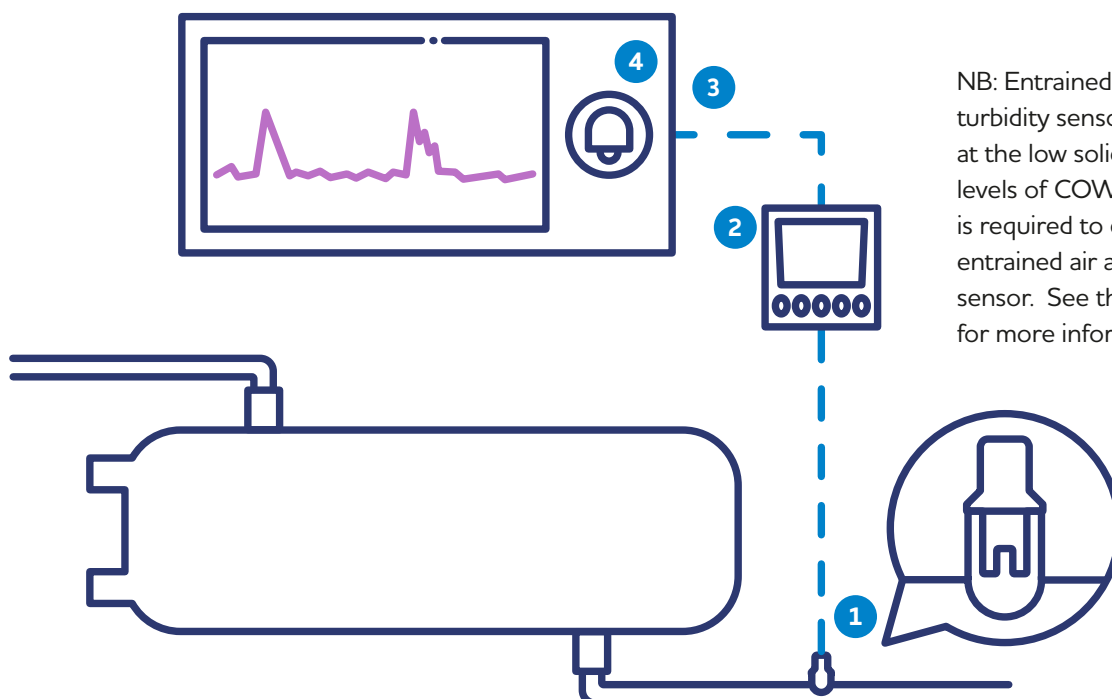 4
3
2
1
NB: Entrained
turbidity senso
at the low solid
levels of COW
is required to
entrained air a
sensor. See th
for more infor